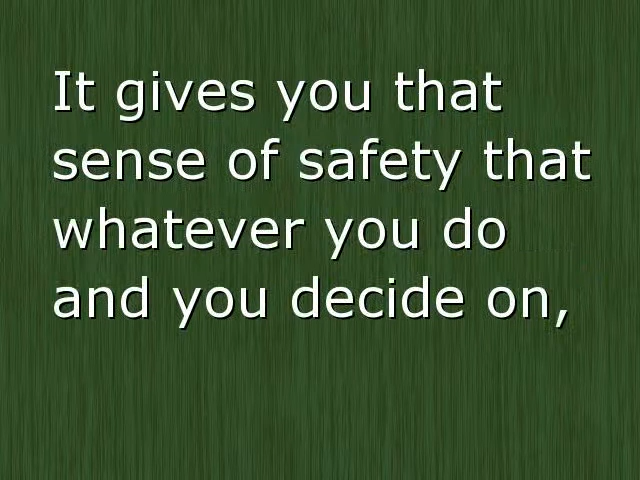 It gives you that
sense of safety that
whatever you do
and you decide on,